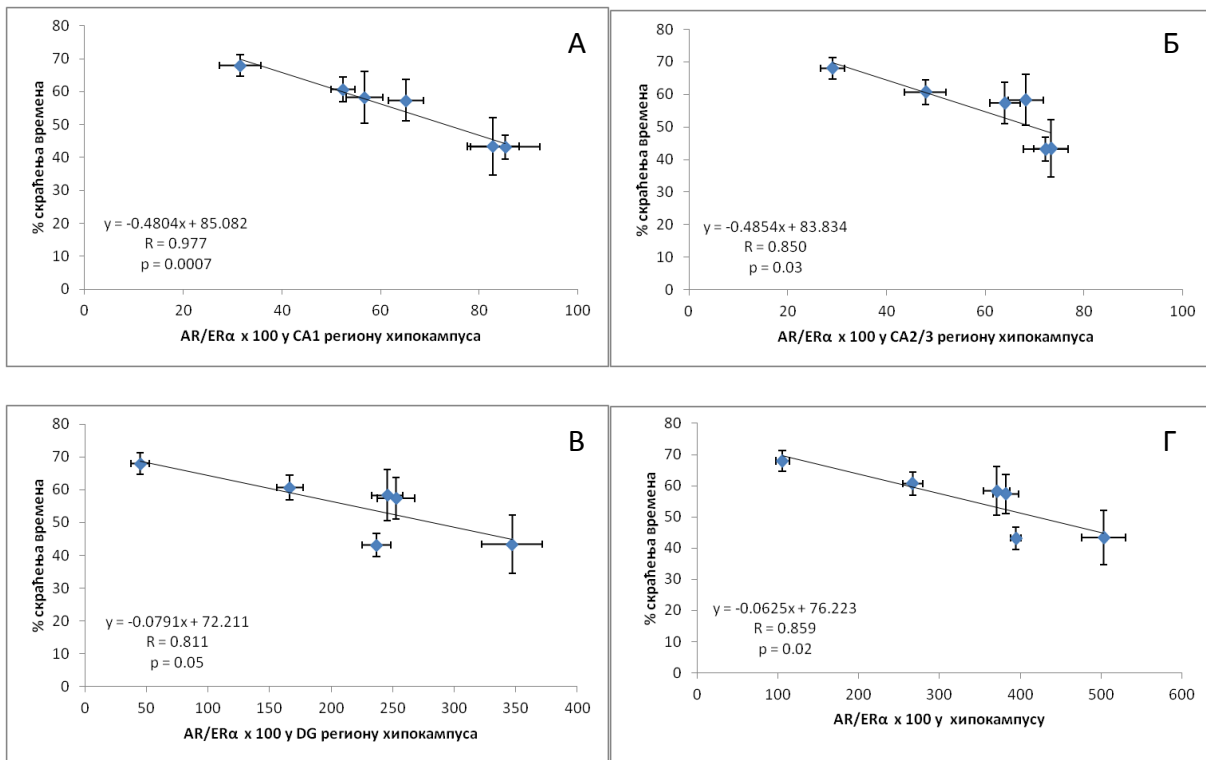 А
% скраћења времена
80
70
60
50
40
30
20
10
0
y = -0.4804x + 85.082
R = 0.977
p = 0.0007
0 20 40 60 80 100
AR/ERα x 100 у CA1 региону хипокампуса
Б
% скраћења времена
80
70
60
50
40
30
20
10
0
y = -0.4854x + 83.834
R = 0.850
p = 0.03
0 20 40 60 80 100
AR/ERα x 100 у CA2/3 региону хипокампуса
В
% скраћења времена
80
70
60
50
40
30
20
10
0
y = -0.0791x + 72.211
R = 0.811
p = 0.05
0 50 100 150 200 250 300 350 400
AR/ERα x 100 у DG региону хипокампуса
Г
% скраћења времена
80
70
60
50
40
30
20
10
0
y = -0.0625x + 76.223
R = 0.859
p = 0.02
0 100 200 300 400 500 600
AR/ERα x 100 у хипокампусу